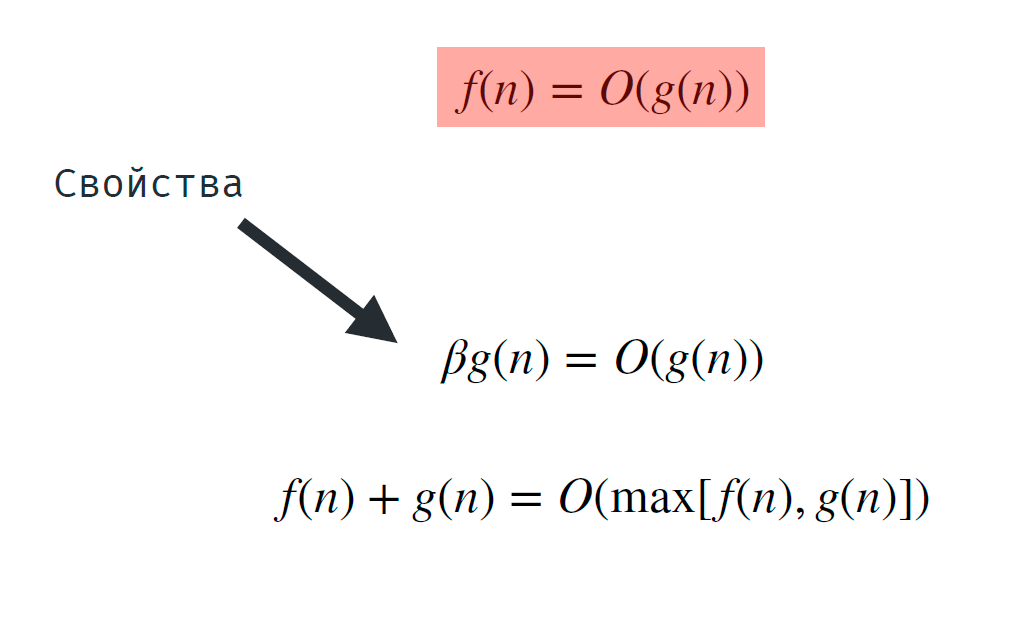 f(n) = O(g(n))
Свойства
βg(n) = O(g(n))
f(n) + g(n) = O(max[f(n), g(n)])